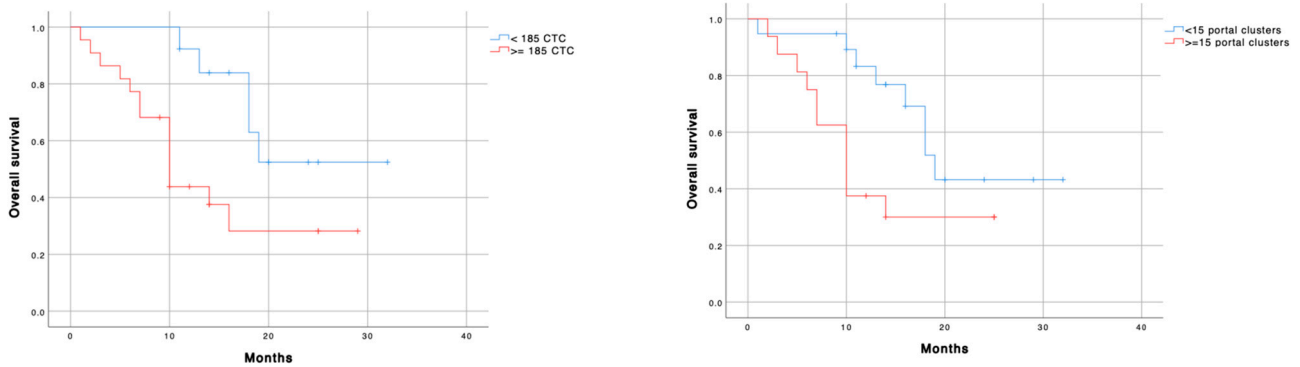 Overall survival
1.0
0.8
0.6
0.4
0.2
0.0
0 10 20 30 40
Months
< 185 CTC
>= 185 CTC
Overall survival
1.0
0.8
0.6
0.4
0.2
0.0
0 10 20 30 40
Months
<15 portal clusters
>=15 portal clusters